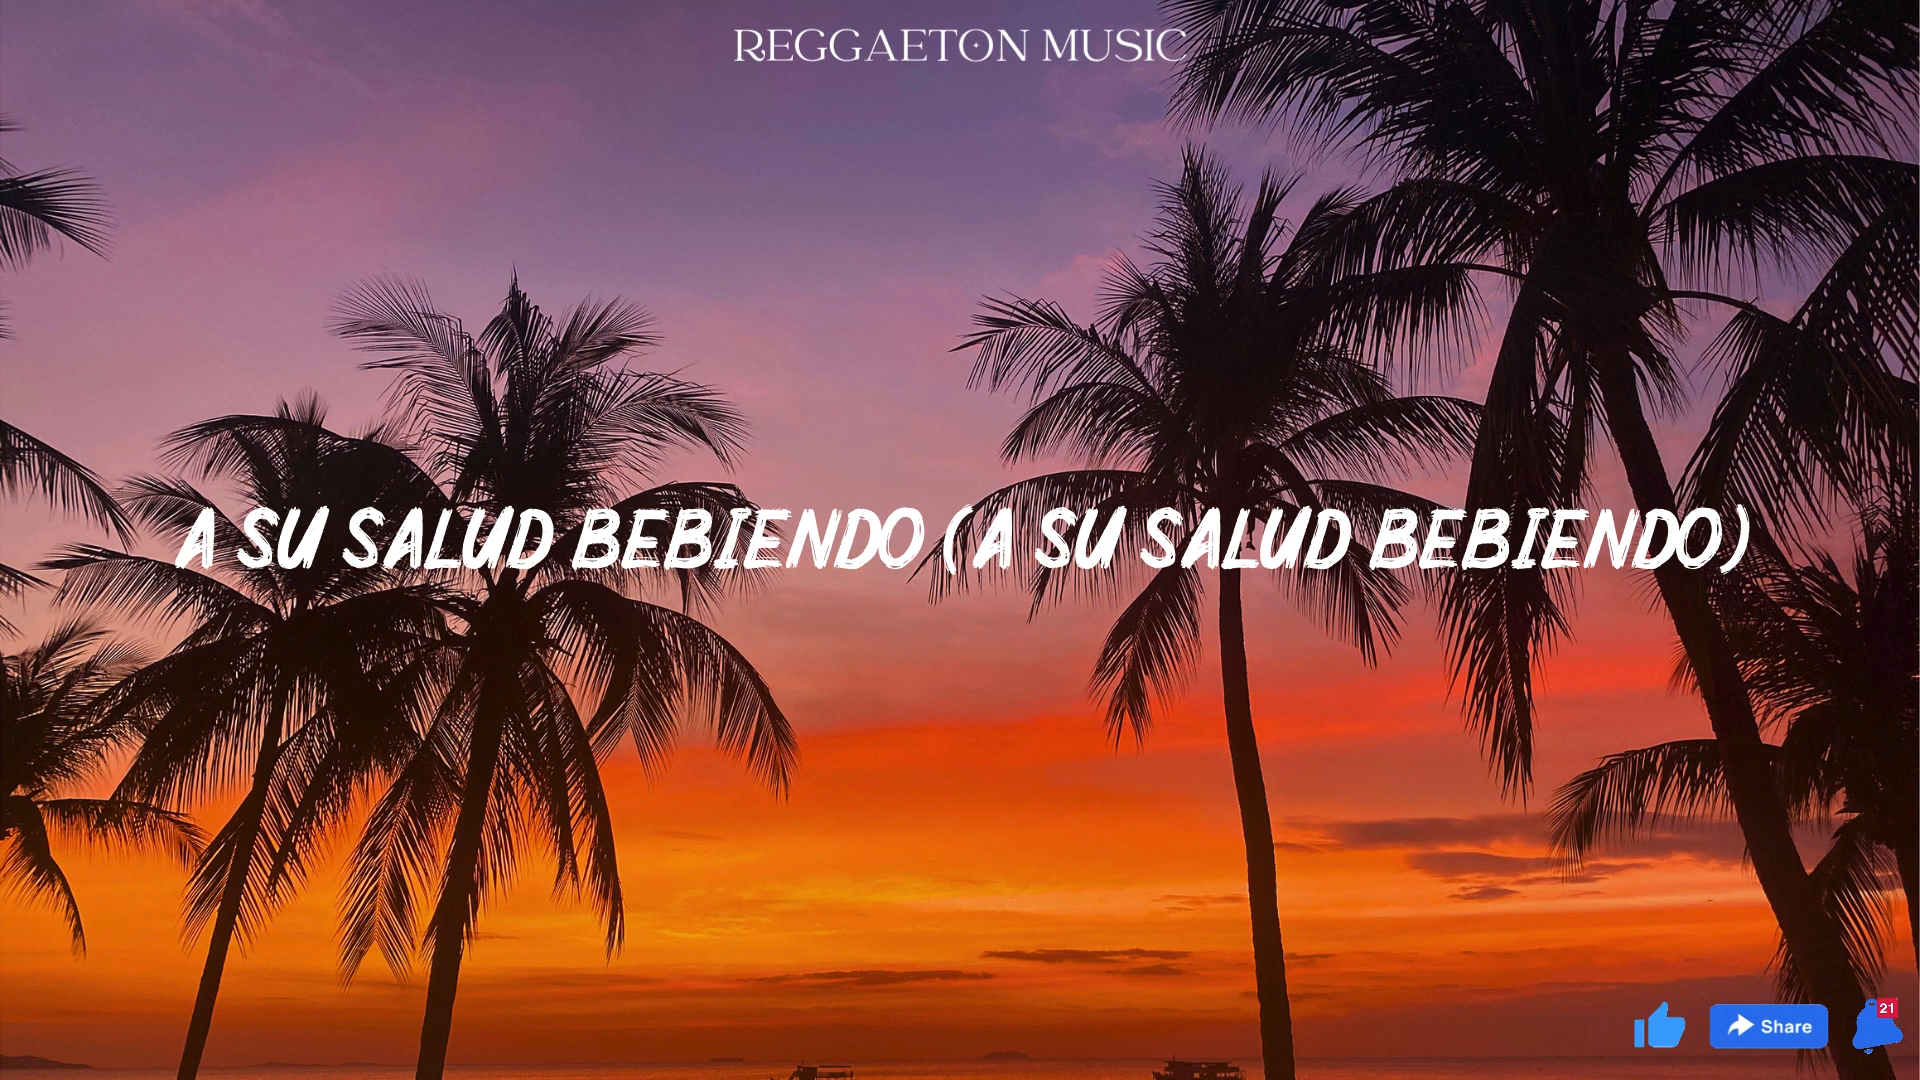 REGGAETON MUSIC
A SU SALUD BEBIENDO (A SU SALUD BEBIENDO)
Share
21